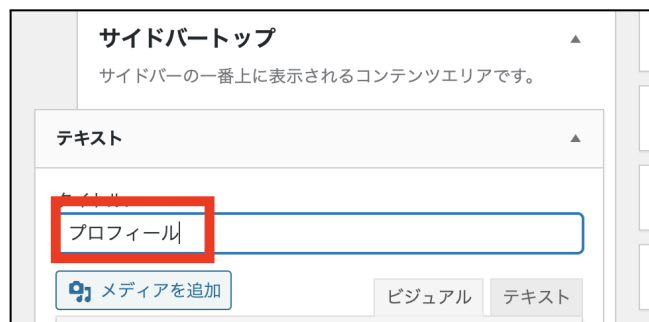 サイドバートップ
サイドバーの一番上に表示されるコンテンツエリアです。
テキスト
プロフィール
メディアを追加
ビジュアル テキスト